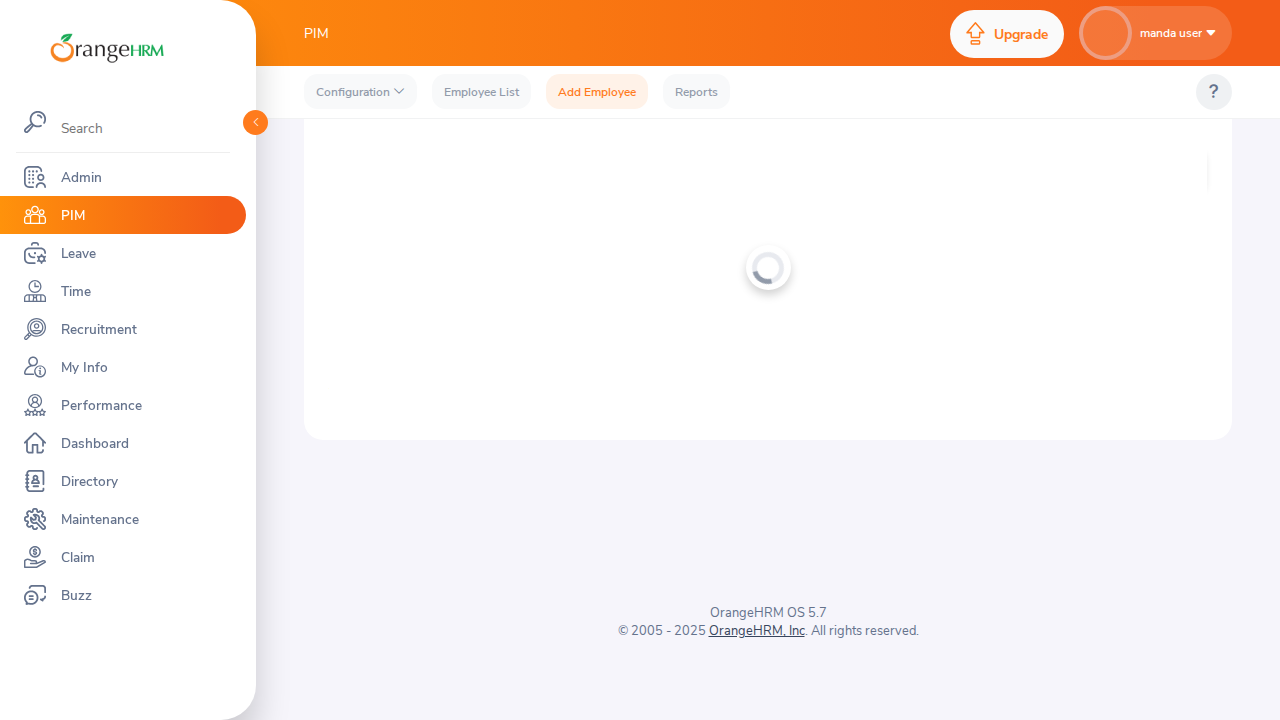 OrangeHRM
Search
Admin
PIM
Leave
Time
Recruitment
My Info
Performance
Dashboard
Directory
Maintenance
Claim
Buzz
PIM
Upgrade
manda user
Configuration
Employee List
Add Employee
Reports
?
OrangeHRM OS 5.7
© 2005 - 2025 OrangeHRM, Inc. All rights reserved.